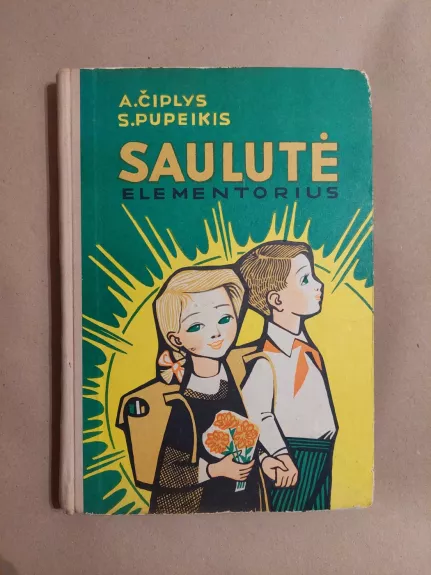 A.ČIPLYS
S.PUPEIKIS
SAULUTĖ
ELEMENTORIUS